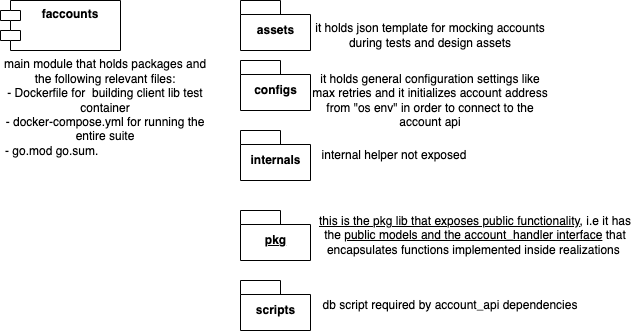 faccounts
main module that holds packages and
the following relevant files:
- Dockerfile for building client lib test
container
- docker-compose.yml for running the
entire suite
- go.mod go.sum.
assets
it holds json template for mocking accounts
during tests and design assets
configs
it holds general configuration settings like
max retries and it initializes account address
from "os env" in order to connect to the
account api
internals
internal helper not exposed
pkg
this is the pkg lib that exposes public functionality, i.e it has
the public models and the account_handler interface that
encapsulates functions implemented inside realizations
scripts
db script required by account_api dependencies